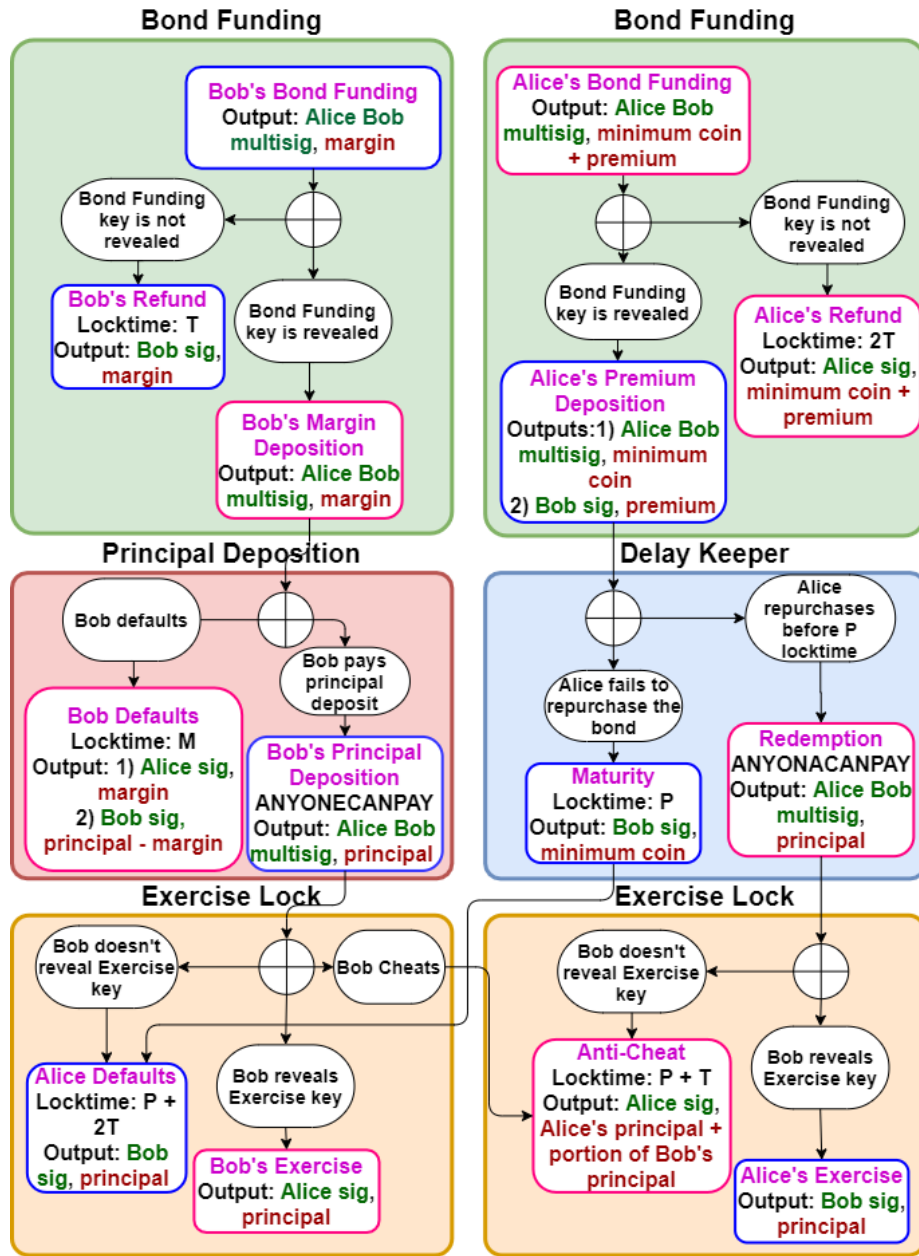 Bond Funding
Bob's Bond Funding
Output: Alice Bob
multisig, margin
Bond Funding
key is not
revealed
Bob's Refund
Locktime: T
Output: Bob sig,
margin
Bond Funding
key is revealed
Bob's Margin
Deposition
Output: Alice Bob
multisig, margin
Bond Funding
Alice's Bond Funding
Output: Alice Bob
multisig, minimum coin
+ premium
Bond Funding
key is not
revealed
Bond Funding
key is revealed
Alice's Refund
Locktime: 2T
Output: Alice sig,
minimum coin +
premium
Alice's Premium
Deposition
Outputs:1) Alice Bob
multisig, minimum
coin
2) Bob sig, premium
Principal Deposition
Bob defaults
Bob pays
principal
deposit
Bob Defaults
Locktime: M
Output: 1) Alice sig,
margin
2) Bob sig,
principal - margin
Bob's Principal
Deposition
ANYONECANPAY
Output: Alice Bob
multisig, principal
Delay Keeper
Alice
repurchases
before P
locktime
Alice fails to
repurchase the
bond
Maturity
Locktime: P
Output: Bob sig,
minimum coin
Redemption
ANYONACANPAY
Output: Alice Bob
multisig,
principal
Exercise Lock
Bob doesn't
reveal Exercise
key
Bob Cheats
Bob reveals
Exercise key
Alice Defaults
Locktime: P +
2T
Output: Bob
sig, principal
Bob's Exercise
Output: Alice sig,
principal
Exercise Lock
Bob doesn't
reveal Exercise
key
Bob reveals
Exercise key
Anti-Cheat
Locktime: P + T
Output: Alice sig,
Alice's principal +
portion of Bob's
principal
Alice's Exercise
Output: Bob sig,
principal